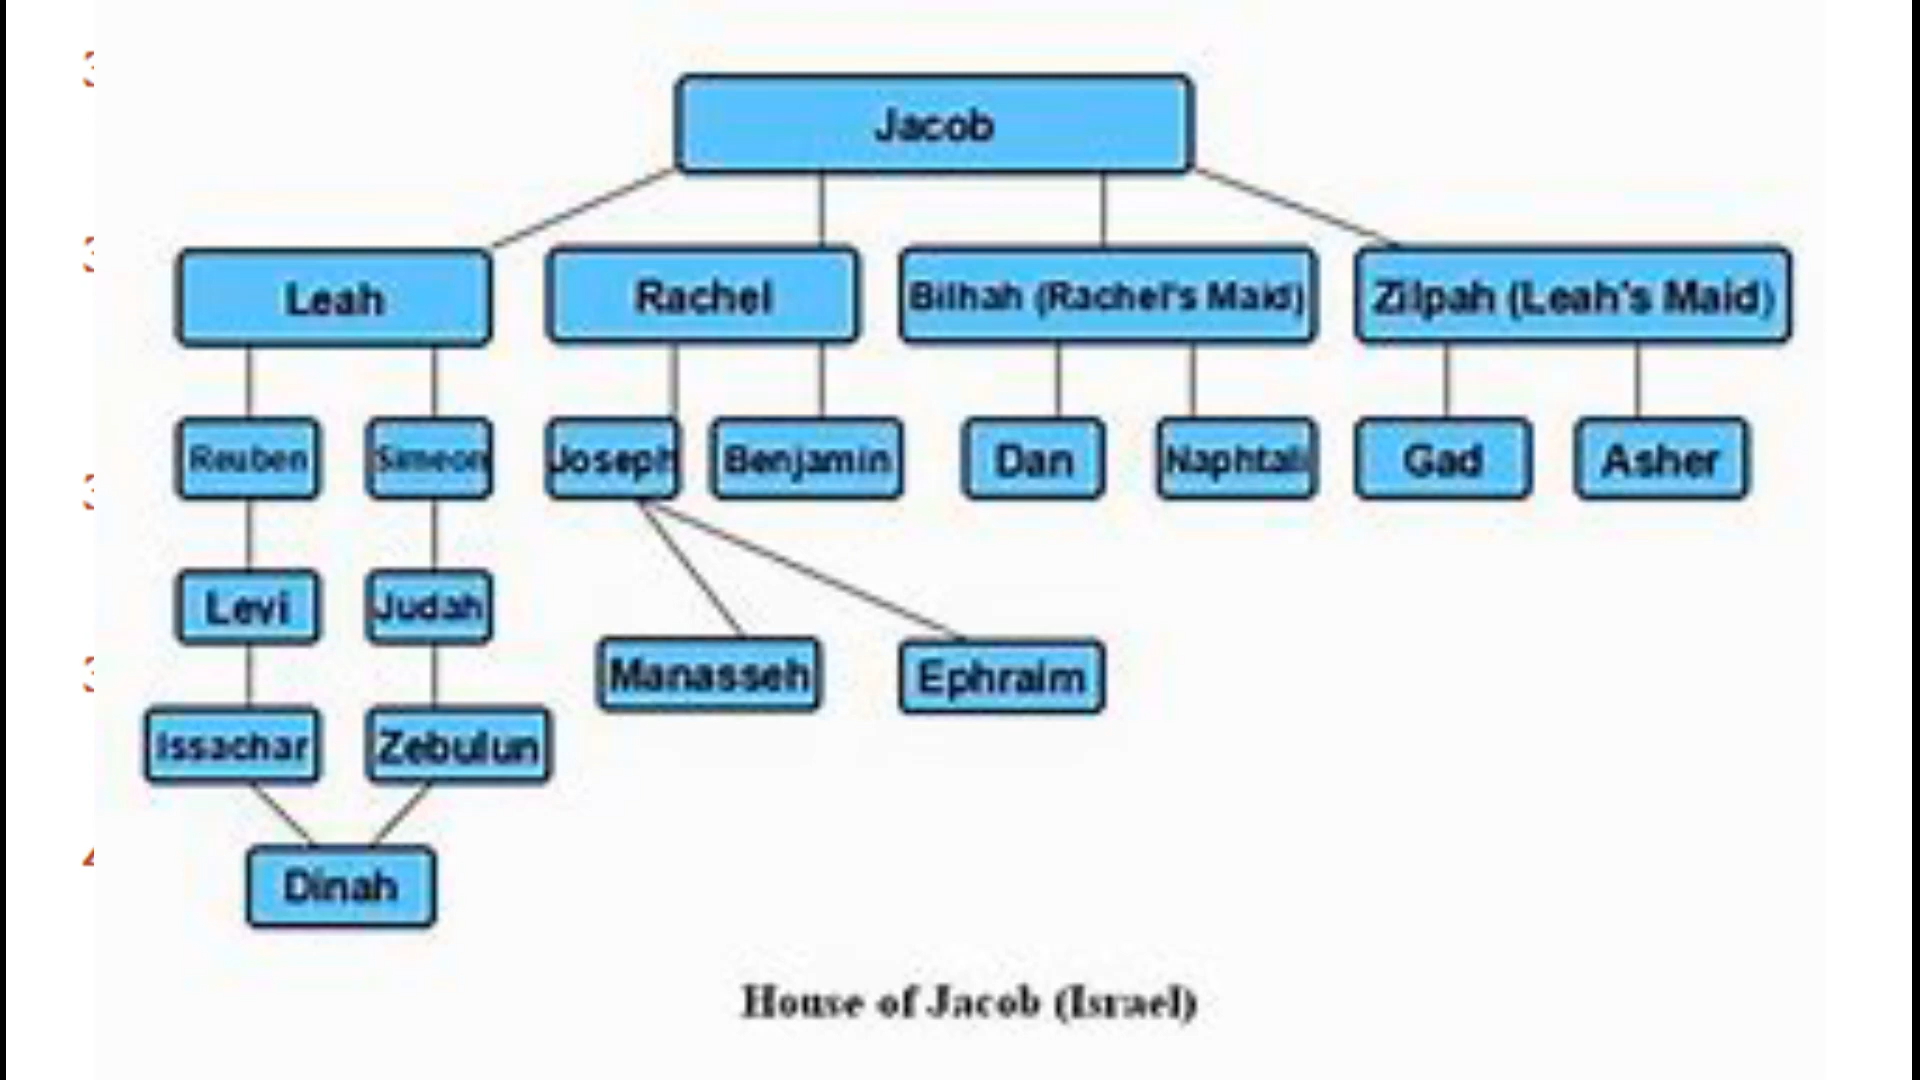 Jacob
Leah
Rachel
Bilhah (Rachel's Maid)
Zilpah (Leah's Maid)
Reuben
Simeon
Joseph
Benjamin
Dan
Naphtali
Gad
Asher
Levi
Judah
Manasseh
Ephraim
Issachar
Zebulun
Dinah
House of Jacob (Israel)